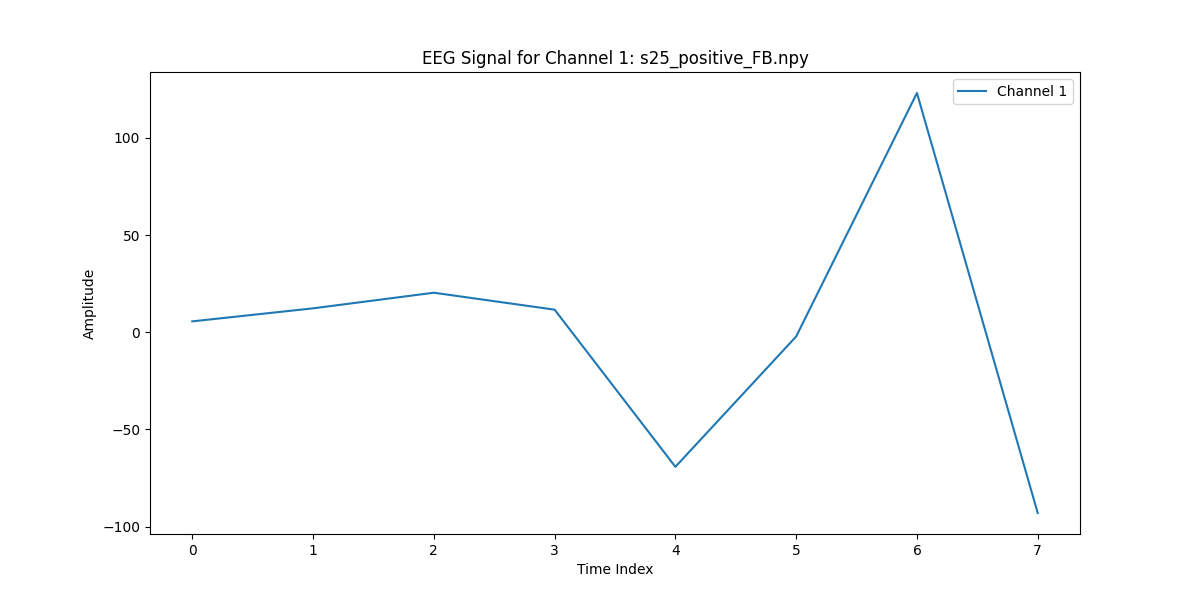 EEG Signal for Channel 1: s25_positive_FB.npy
Channel 1
100
50
0
−50
−100
Amplitude
0 1 2 3 4 5 6 7
Time Index